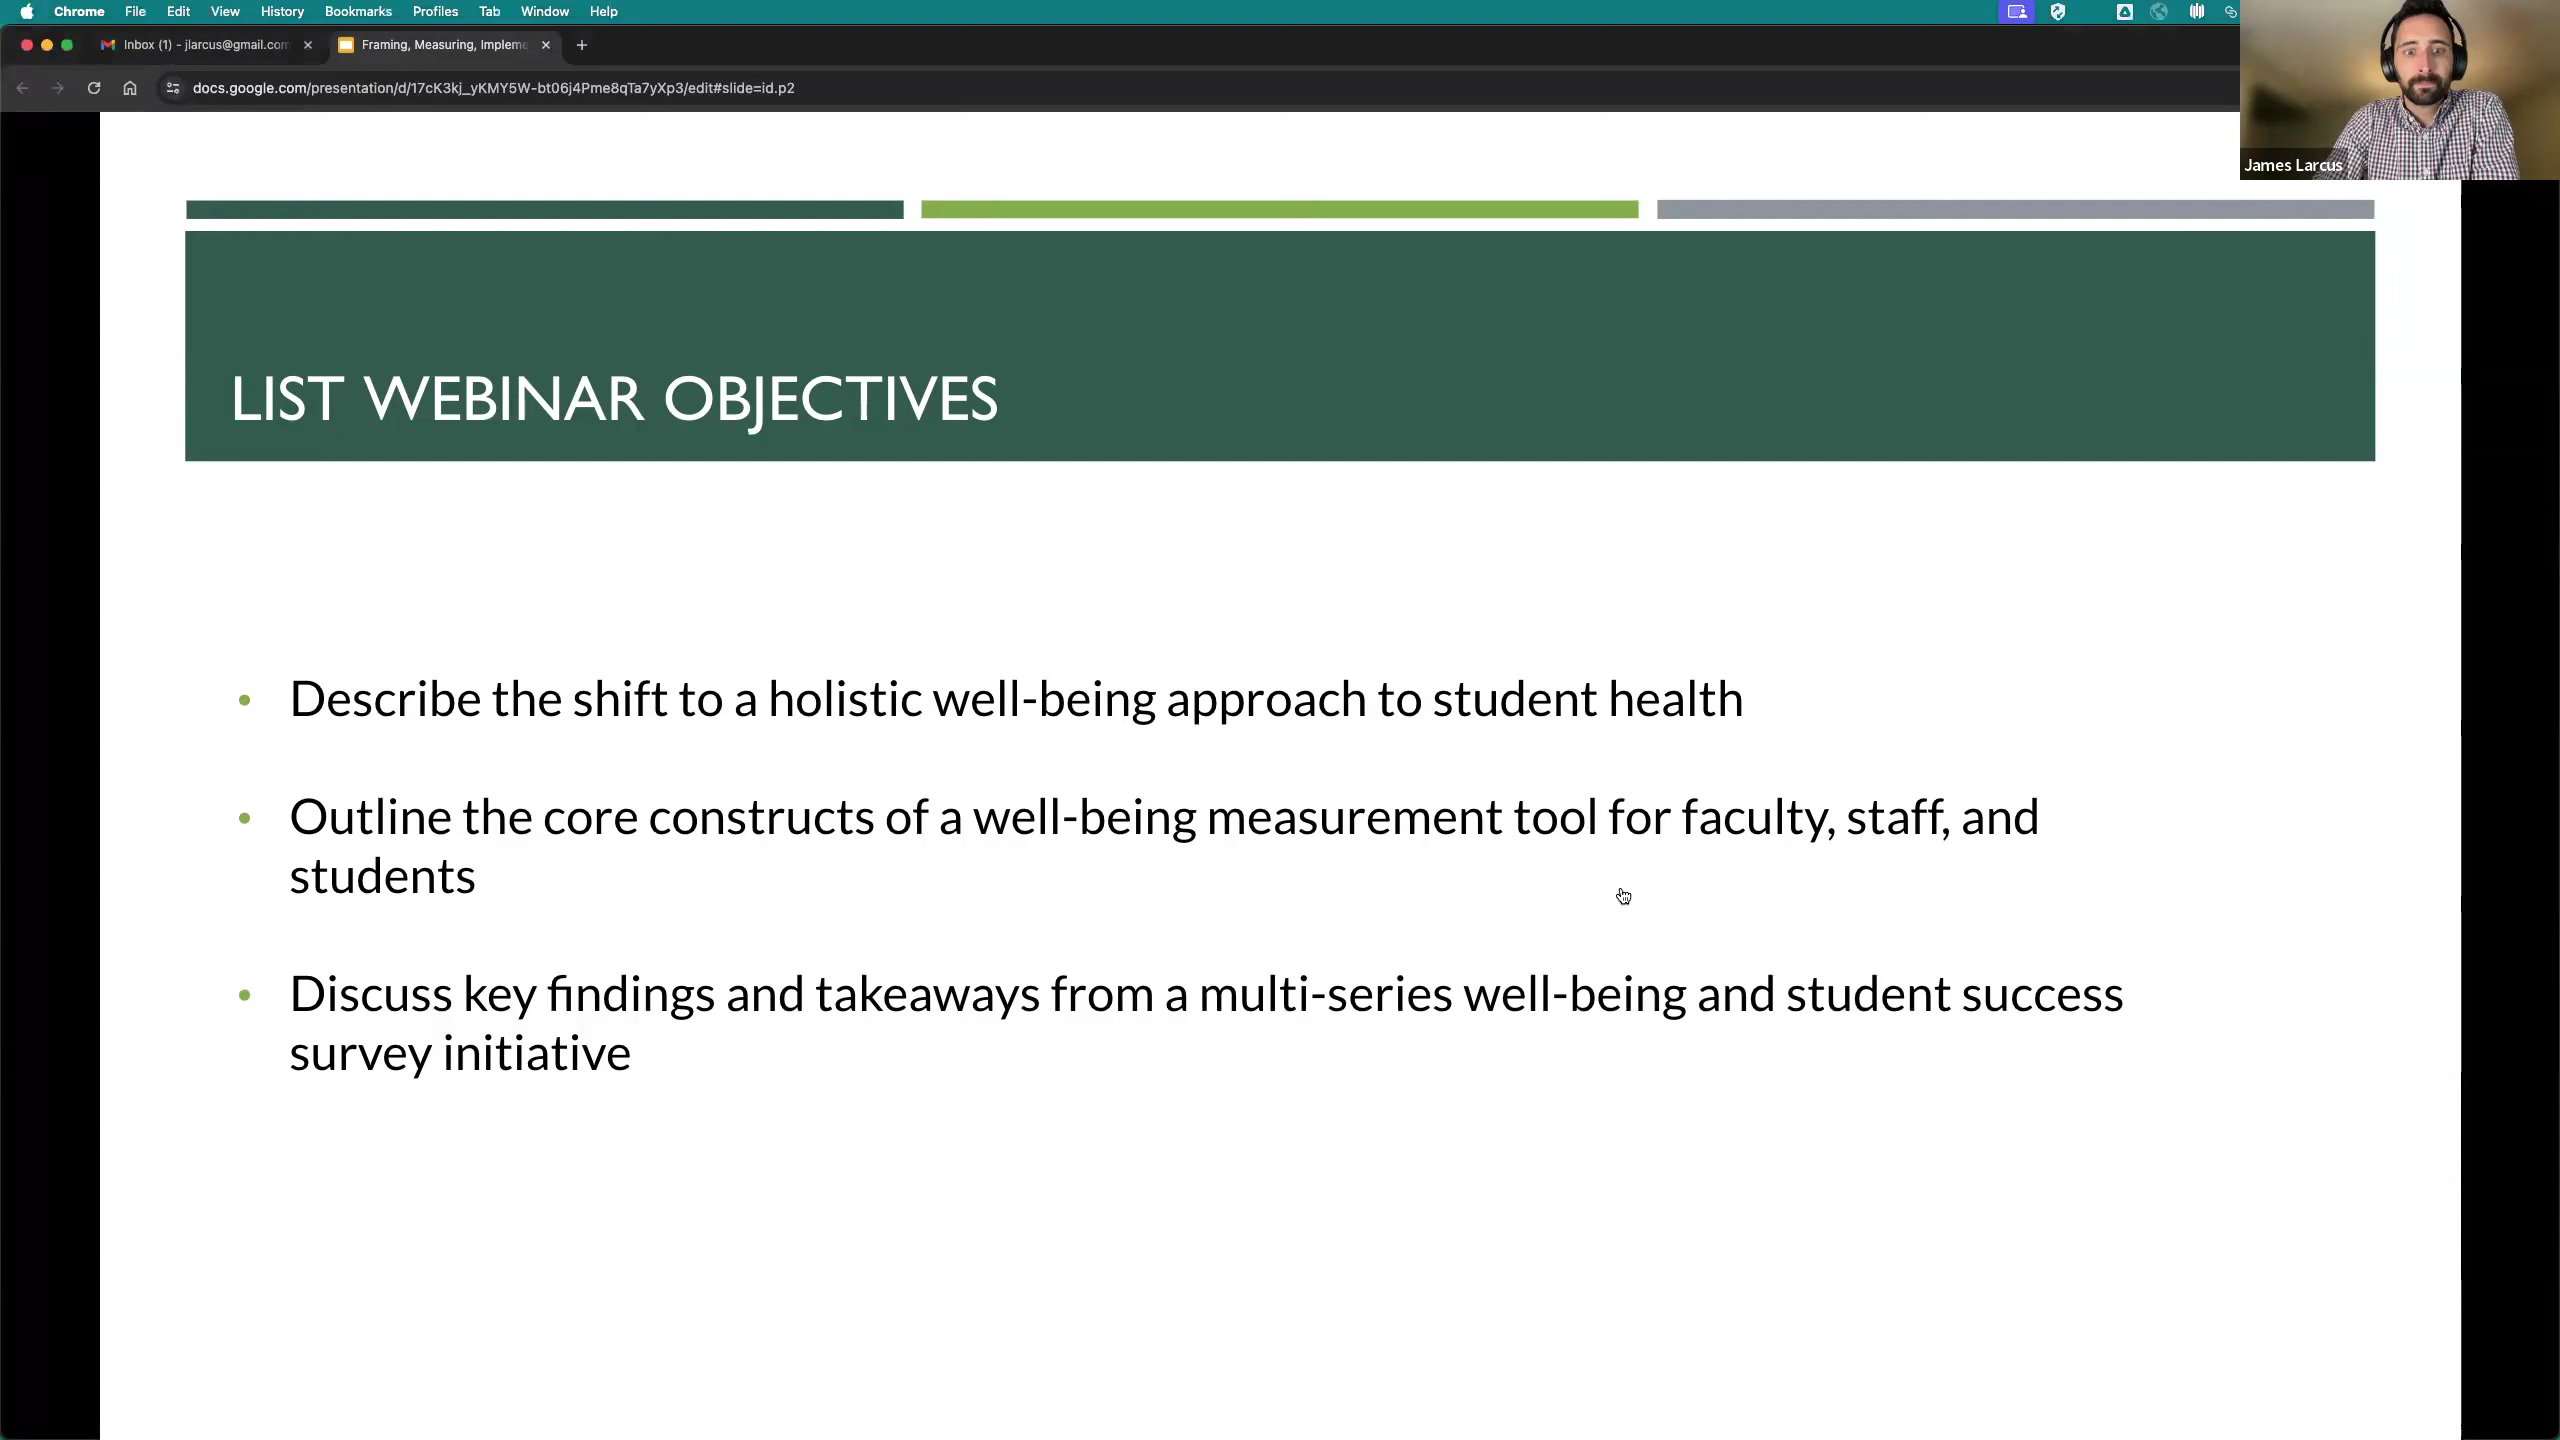 Chrome File Edit View History Bookmarks Profiles Tab Window Help
Inbox (1) - jlarcus@gmail.com
Framing, Measuring, Impleme
docs.google.com/presentation/d/17cK3kj_yKMY5W-bt06j4Pme8qTa7yXp3/edit#slide=id.p2
James Larcus
LIST WEBINAR OBJECTIVES
• Describe the shift to a holistic well-being approach to student health
• Outline the core constructs of a well-being measurement tool for faculty, staff, and
students
• Discuss key findings and takeaways from a multi-series well-being and student success
survey initiative